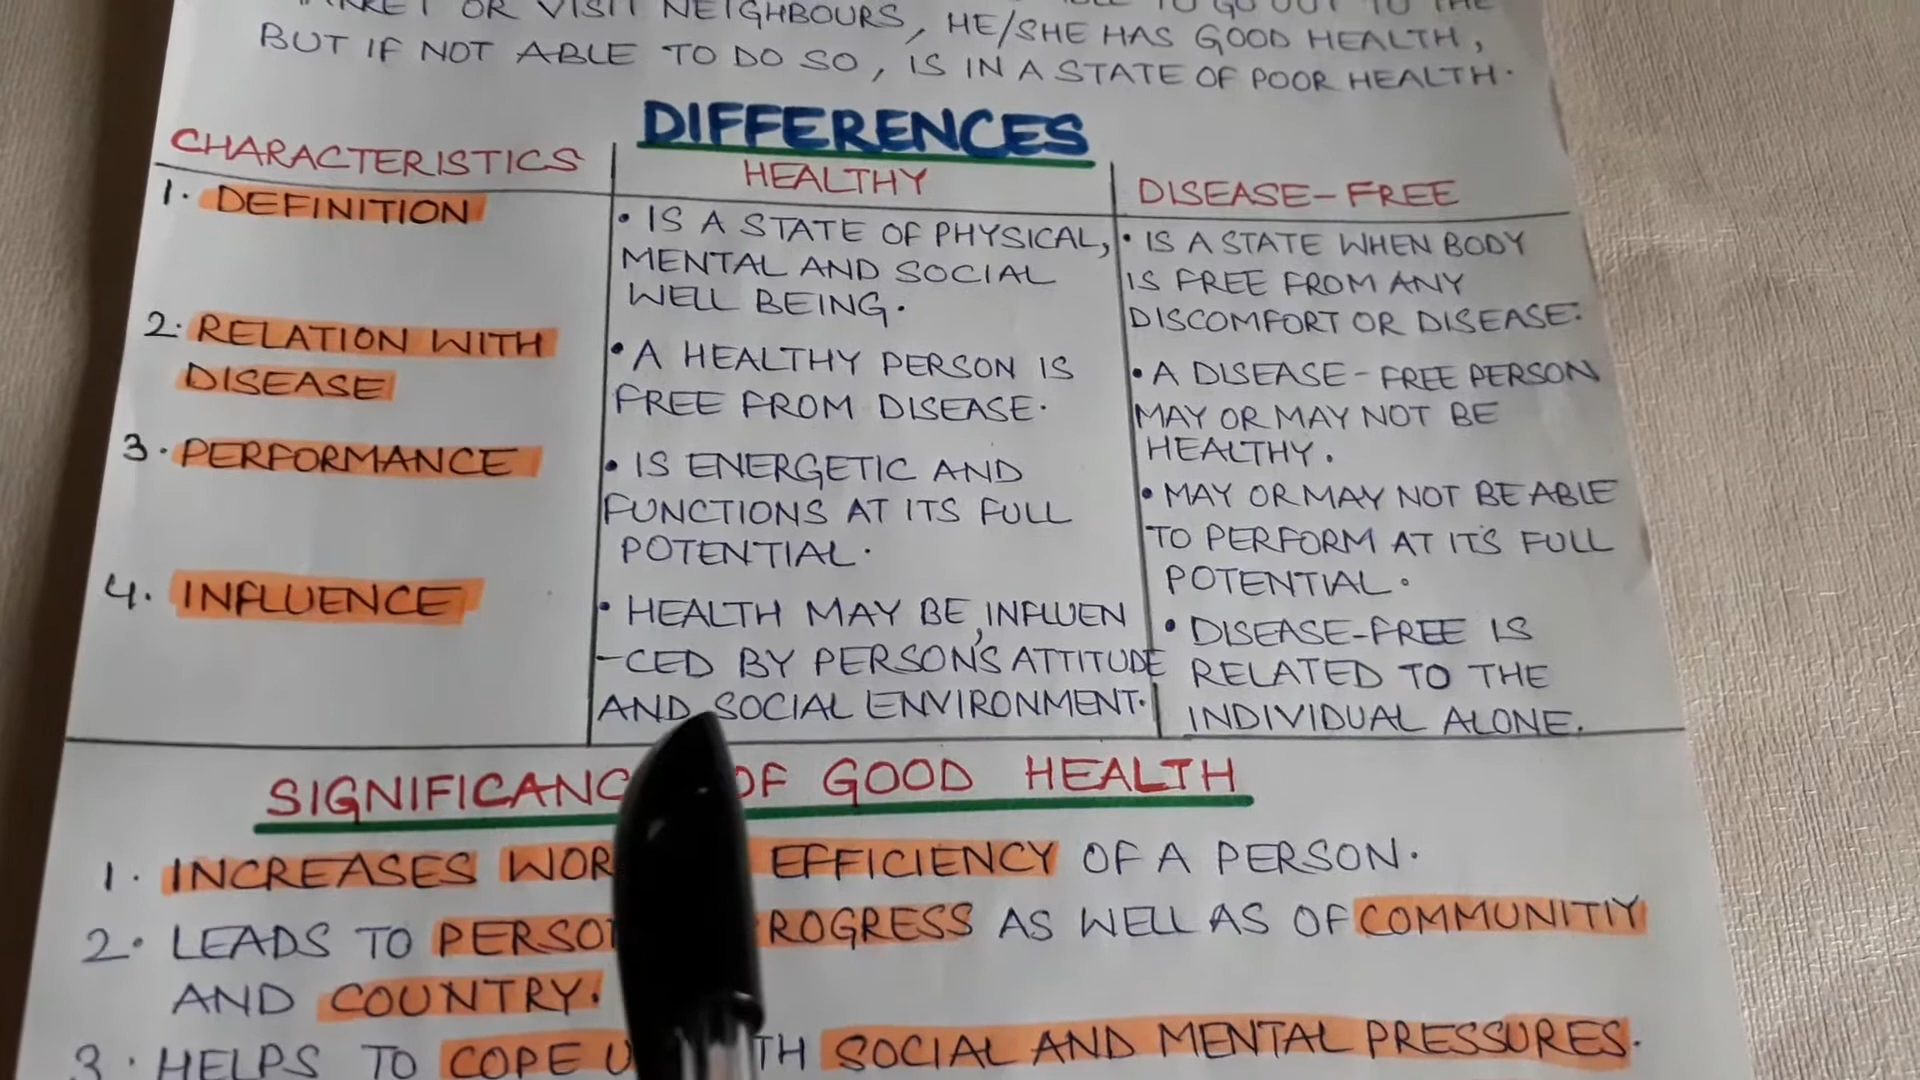 OR VISIT NEIGHBOURS, HE/SHE HAS GOOD HEALTH,
BUT IF NOT ABLE TO DO SO, IS IN A STATE OF POOR HEALTH.
DIFFERENCES
CHARACTERISTICS
HEALTHY
DISEASE-FREE
1. DEFINITION
• IS A STATE OF PHYSICAL,
MENTAL AND SOCIAL
WELL BEING.
• IS A STATE WHEN BODY
IS FREE FROM ANY
DISCOMFORT OR DISEASE.
2. RELATION WITH
DISEASE
• A HEALTHY PERSON IS
FREE FROM DISEASE.
• A DISEASE-FREE PERSON
MAY OR MAY NOT BE
HEALTHY.
3. PERFORMANCE
• IS ENERGETIC AND
FUNCTIONS AT ITS FULL
POTENTIAL.
• MAY OR MAY NOT BE ABLE
TO PERFORM AT IT'S FULL
POTENTIAL.
4. INFLUENCE
• HEALTH MAY BE INFLUEN
-CED BY PERSON'S ATTITUDE
AND SOCIAL ENVIRONMENT.
• DISEASE-FREE IS
RELATED TO THE
INDIVIDUAL ALONE.
OF GOOD HEALTH
1. INCREASES EFFICIENCY OF A PERSON.
2. LEADS TO AS WELL AS OF COMMUNITIY
AND COUNTRY.
3. HELPS TO COPE SOCIAL AND MENTAL PRESSURES.